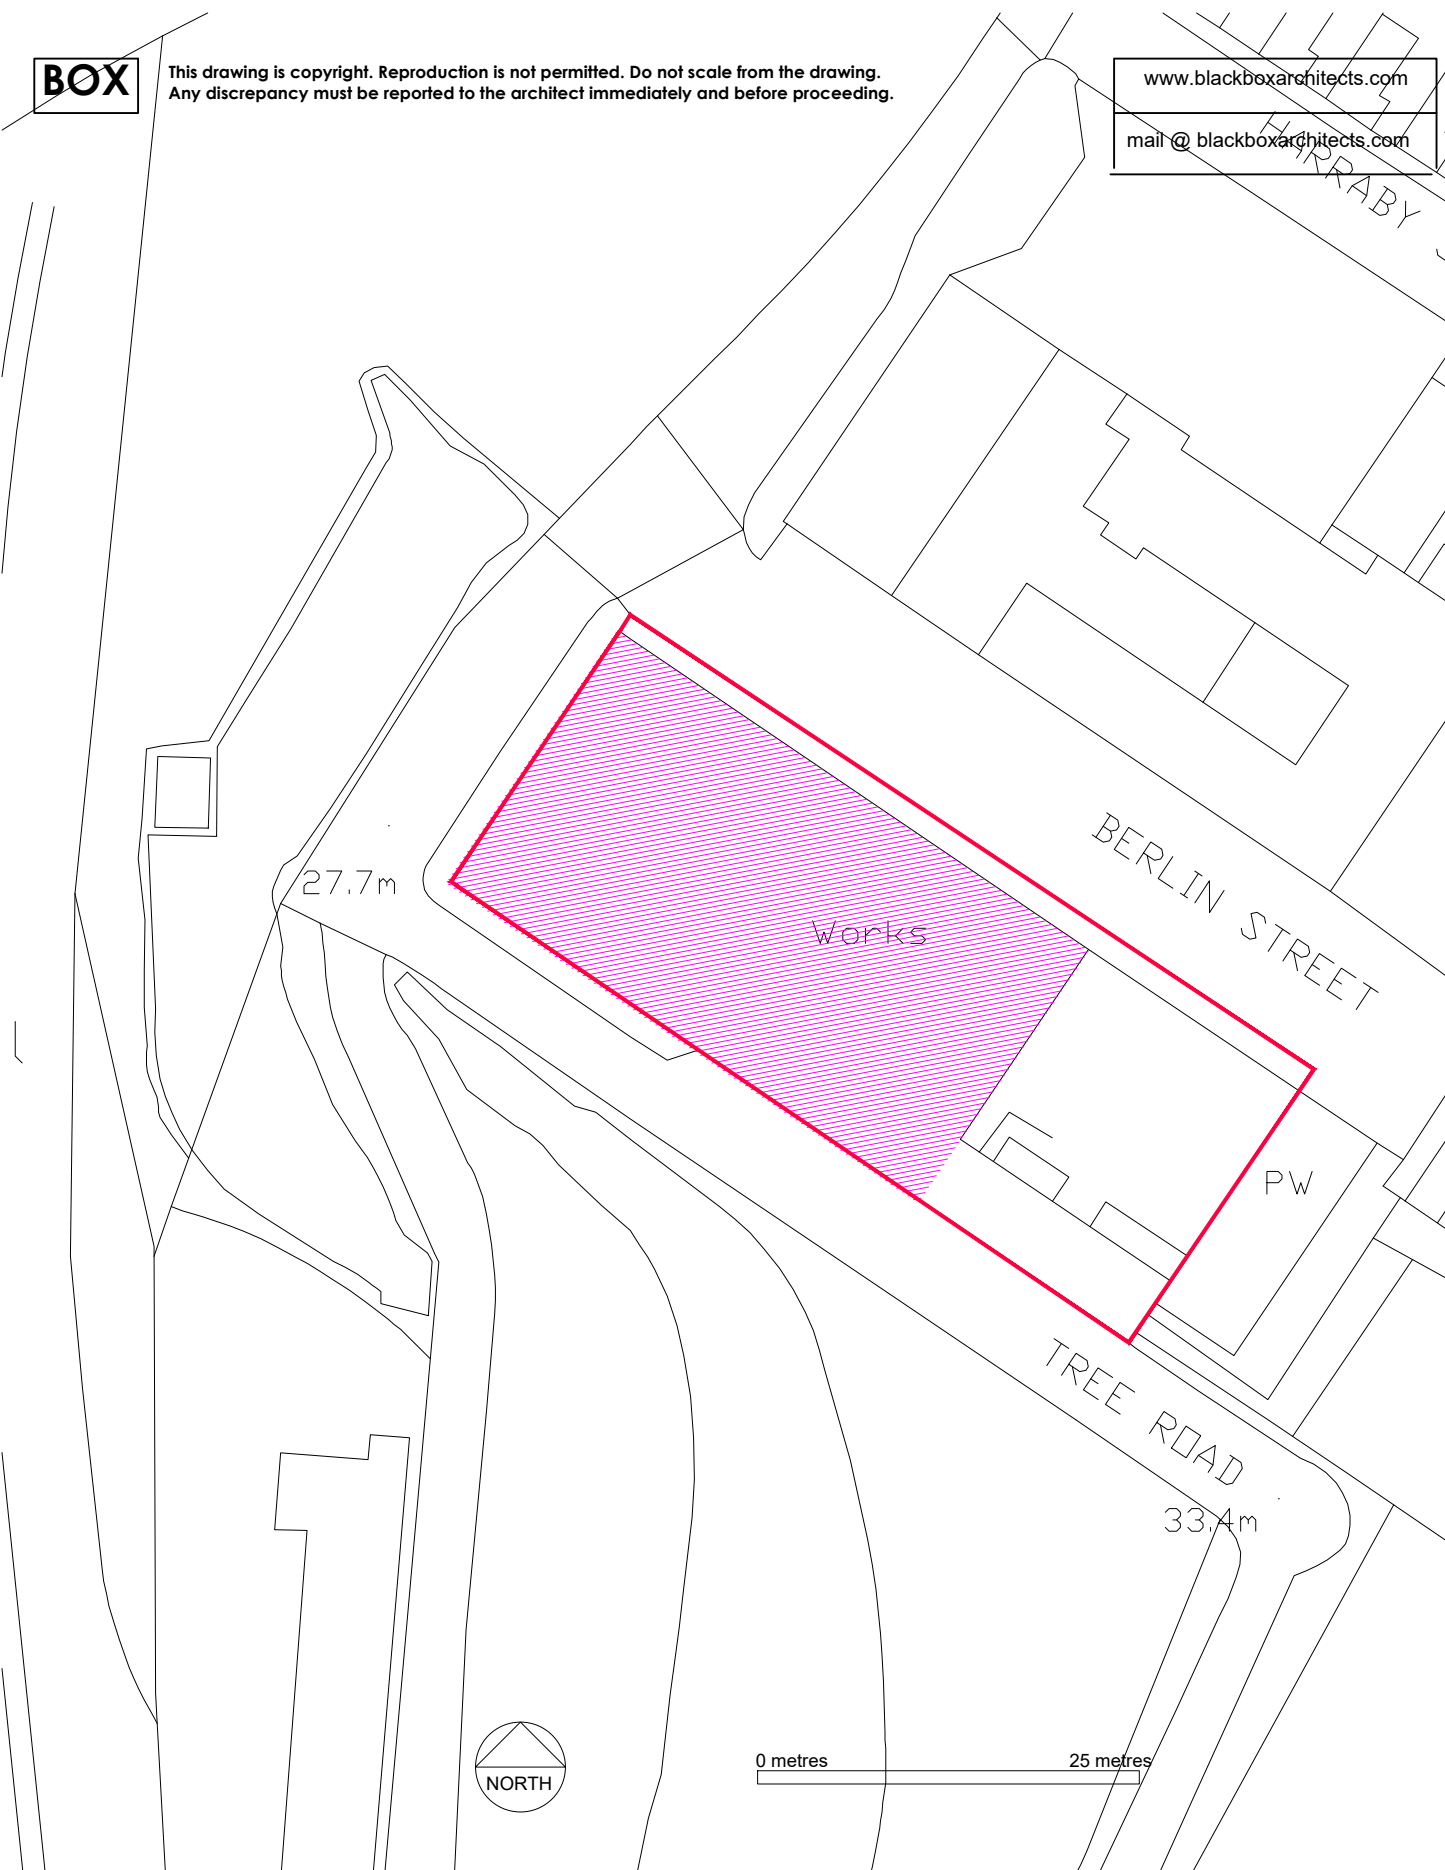 BOX
This drawing is copyright. Reproduction is not permitted. Do not scale from the drawing.
Any discrepancy must be reported to the architect immediately and before proceeding.
www.blackboxarchitects.com
mail @ blackboxarchitects.com
HARRABY
27.7m
Works
BERLIN STREET
PW
TREE ROAD
33.4m
NORTH
0 metres
25 metres